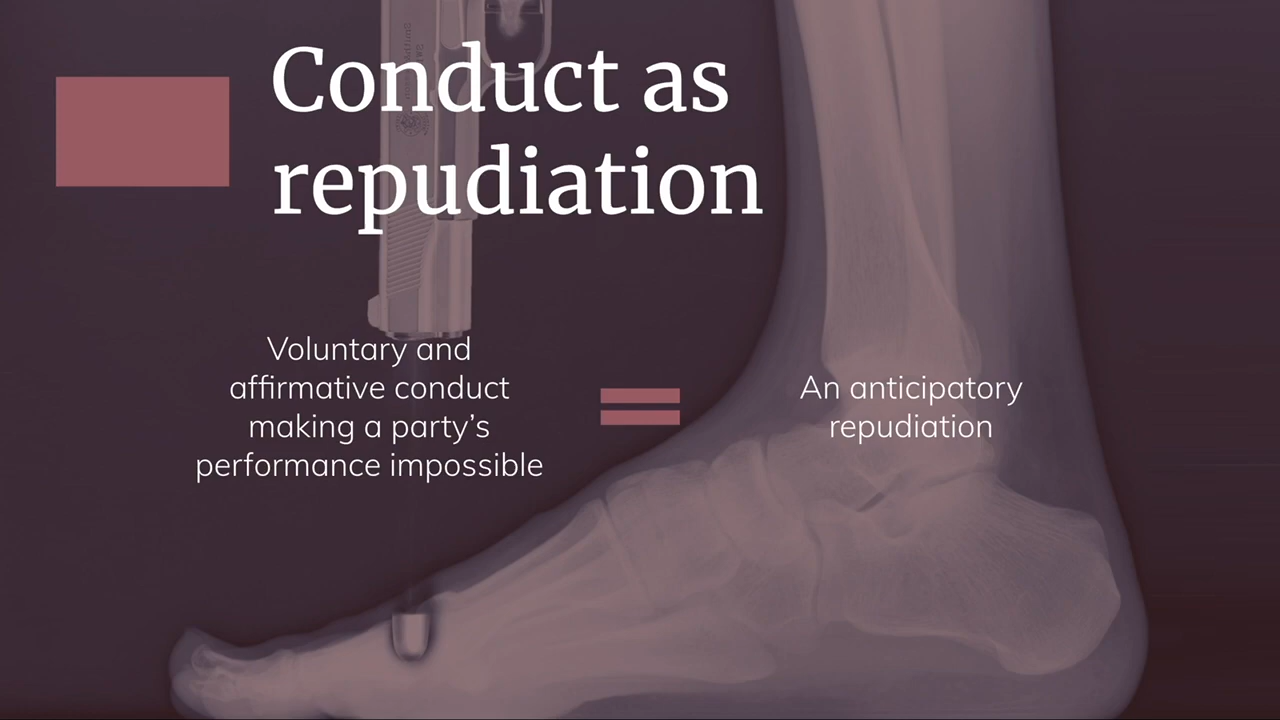 Conduct as
repudiation
Voluntary and
affirmative conduct
making a party’s
performance impossible
An anticipatory
repudiation